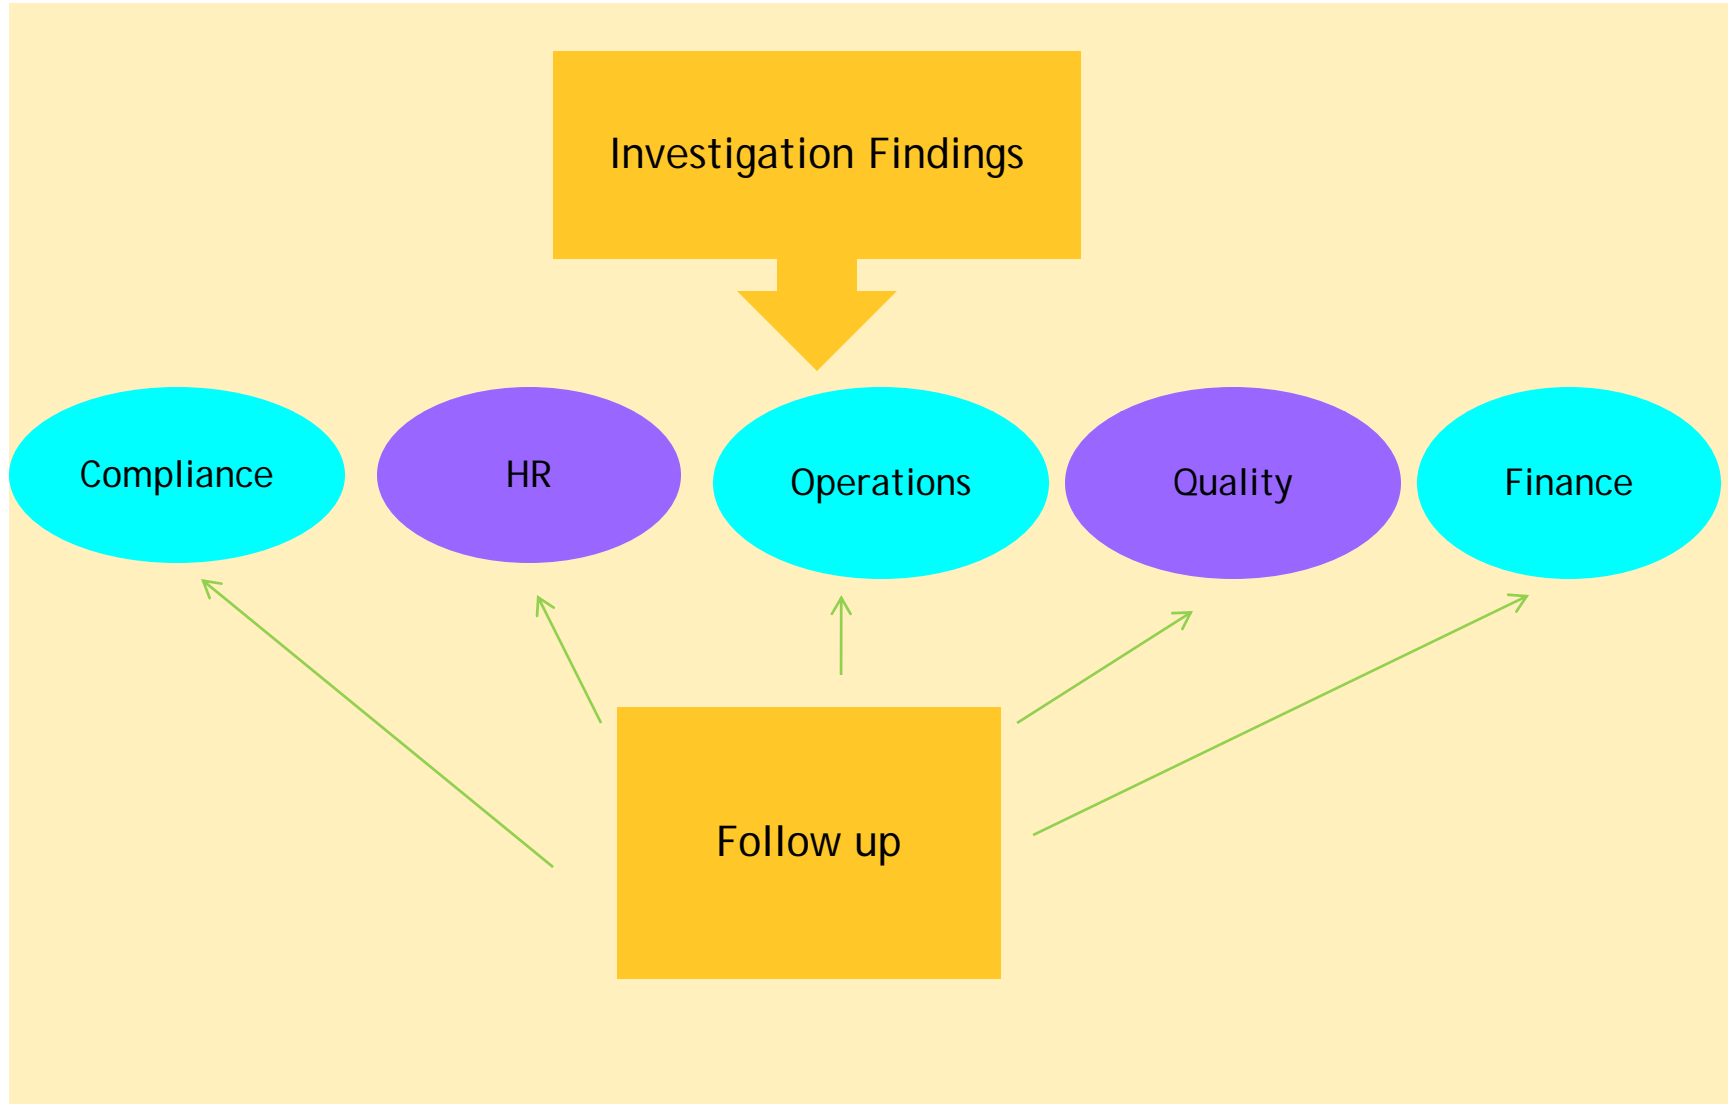 Investigation Findings
Compliance
HR
Operations
Quality
Finance
Follow up